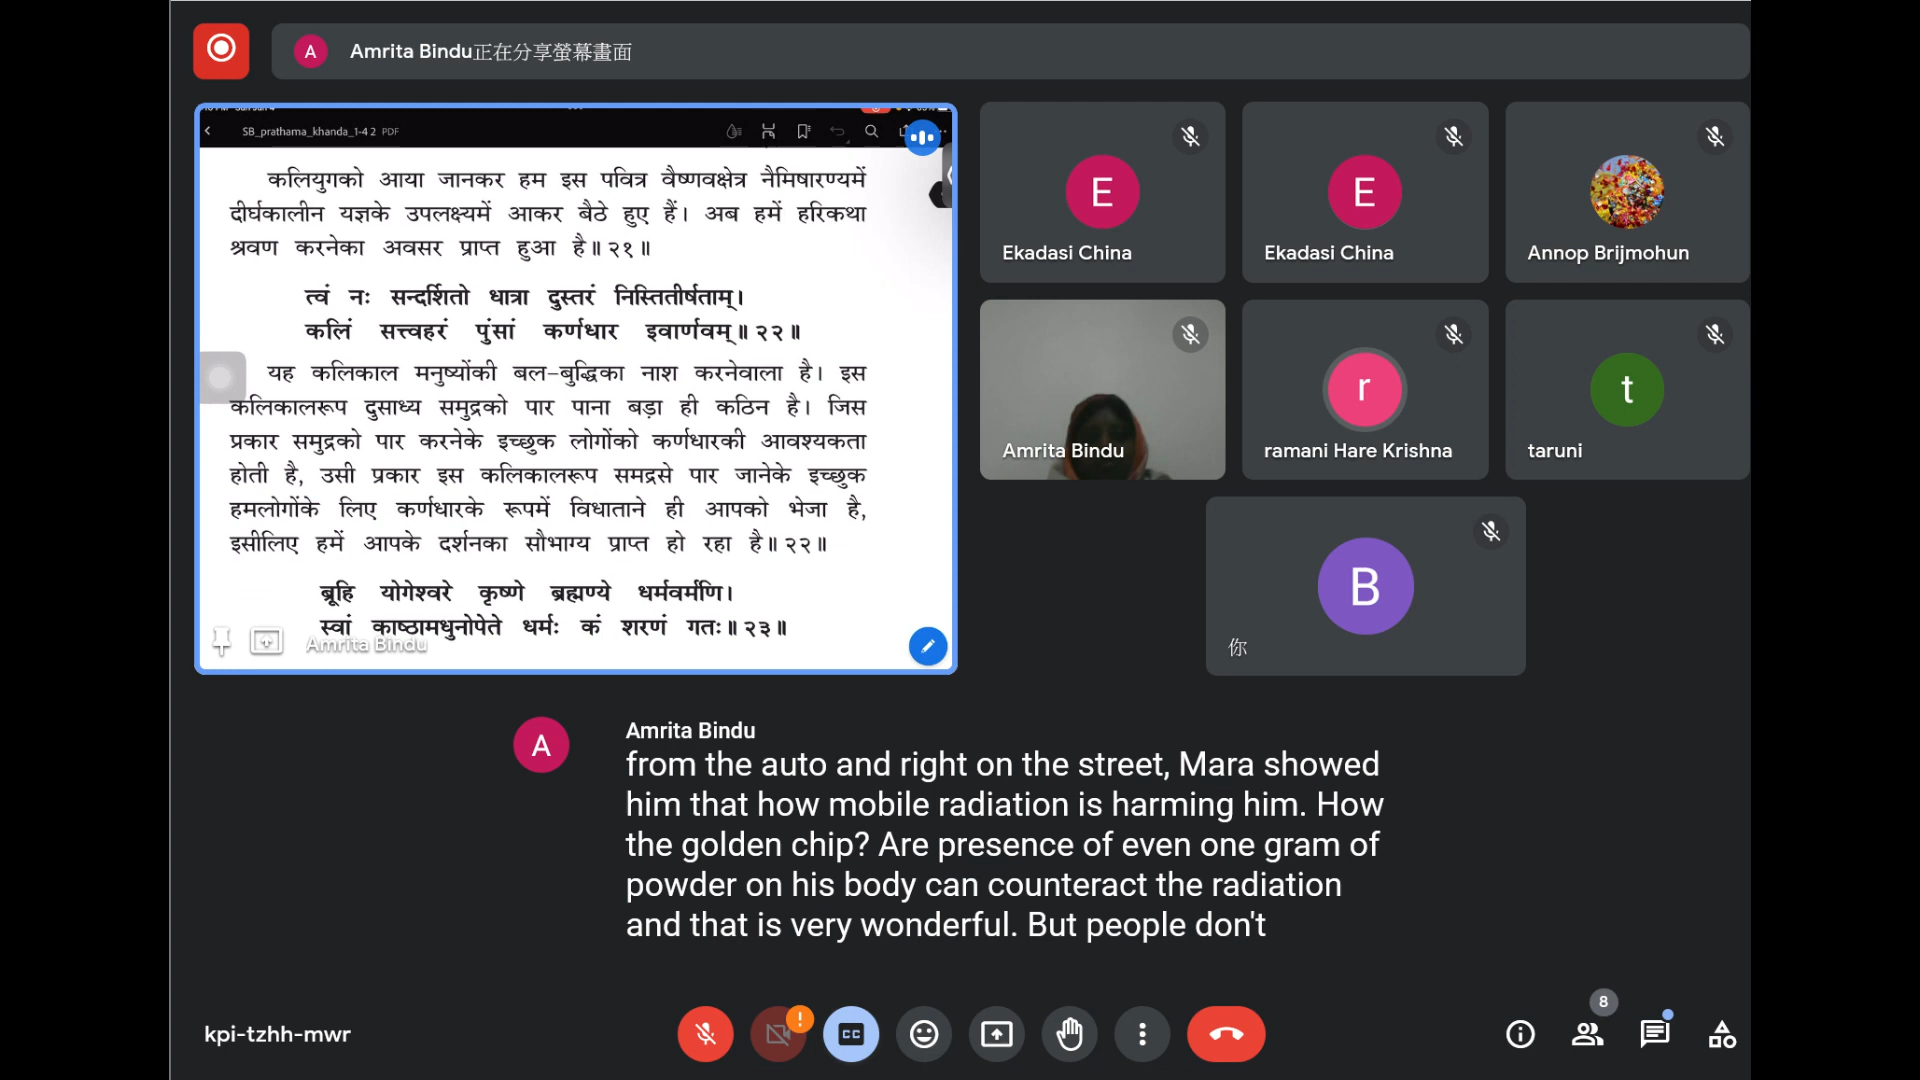 A Amrita Bindu正在分享螢幕畫面
SB_prathama_khanda_1-4 2 PDF
कलियुगको आया जानकर हम इस पवित्र वैष्णवक्षेत्र नैमिषारण्यमें
दीर्घकालीन यज्ञके उपलक्ष्यमें आकर बैठे हुए हैं। अब हमें हरिकथा
श्रवण करनेका अवसर प्राप्त हुआ है॥२१॥
त्वं नः सन्दर्शितो धात्रा दुस्तरं निस्तितीर्षताम्।
कलिं सत्त्वहरं पुंसां कर्णधार इवार्णवम्॥२२॥
यह कलिकाल मनुष्योंकी बल-बुद्धिका नाश करनेवाला है। इस
कलिकालरूप दुसाध्य समुद्रको पार पाना बड़ा ही कठिन है। जिस
प्रकार समुद्रको पार करनेके इच्छुक लोगोंको कर्णधारकी आवश्यकता
होती है, उसी प्रकार इस कलिकालरूप समद्रसे पार जानेके इच्छुक
हमलोगोंके लिए कर्णधारके रूपमें विधाताने ही आपको भेजा है,
इसीलिए हमें आपके दर्शनका सौभाग्य प्राप्त हो रहा है॥२२॥
ब्रूहि योगेश्वरे कृष्णे ब्रह्मण्ये धर्मवर्मणि।
स्वां काष्ठामधुनोपेते धर्मः कं शरणं गतः॥२३॥
Amrita Bindu
E
Ekadasi China
E
Ekadasi China
Annop Brijmohun
Amrita Bindu
r
ramani Hare Krishna
t
taruni
B
你
A
Amrita Bindu
from the auto and right on the street, Mara showed
him that how mobile radiation is harming him. How
the golden chip? Are presence of even one gram of
powder on his body can counteract the radiation
and that is very wonderful. But people don't
kpi-tzhh-mwr
CC
8